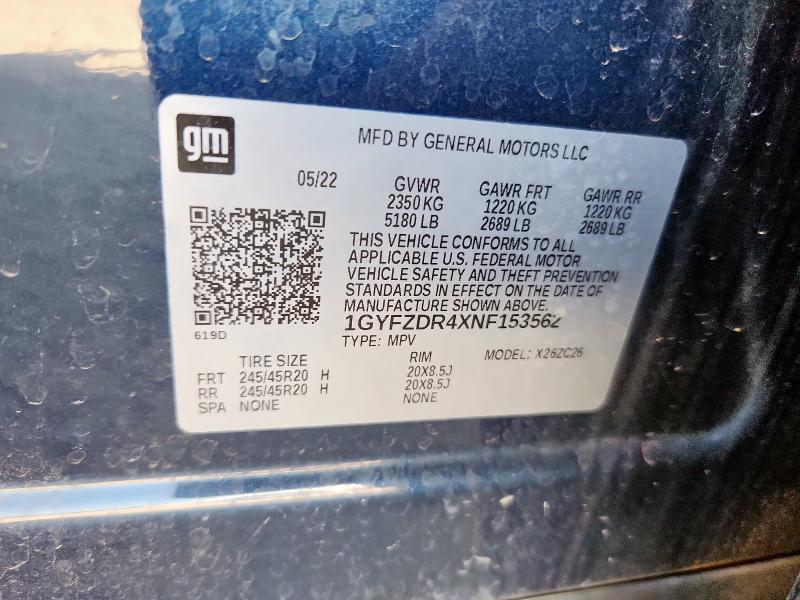 gm
MFD BY GENERAL MOTORS LLC
05/22 GVWR GAWR FRT GAWR RR
2350 KG 1220 KG 1220 KG
5180 LB 2689 LB 2689 LB
THIS VEHICLE CONFORMS TO ALL
APPLICABLE U.S. FEDERAL MOTOR
VEHICLE SAFETY AND THEFT PREVENTION
STANDARDS IN EFFECT ON THE DATE OF
MANUFACTURE SHOWN ABOVE.
1GYFZDR4XNF153562
619D
TYPE: MPV MODEL: X26ZC26
TIRE SIZE RIM
FRT 245/45R20 H 20X8.5J
RR 245/45R20 H 20X8.5J
SPA NONE NONE